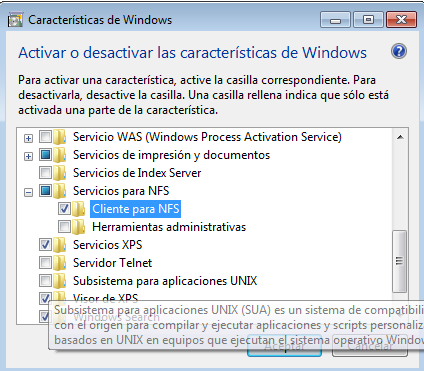 Características de Windows
Activar o desactivar las características de Windows
Para activar una característica, active la casilla correspondiente. Para
desactivarla, desactive la casilla. Una casilla rellena indica que sólo está
activada una parte de la característica.
Servicio WAS (Windows Process Activation Service)
Servicios de impresión y documentos
Servicios de Index Server
Servicios para NFS
Cliente para NFS
Herramientas administrativas
Servicios XPS
Servidor Telnet
Subsistema para aplicaciones UNIX
Visor de XPS
Windows Search
Subsistema para aplicaciones UNIX (SUA) es un sistema de compatibili
con el origen para compilar y ejecutar aplicaciones y scripts personaliza
basados en UNIX en equipos que ejecutan el sistema operativo Window
Aceptar Cancelar